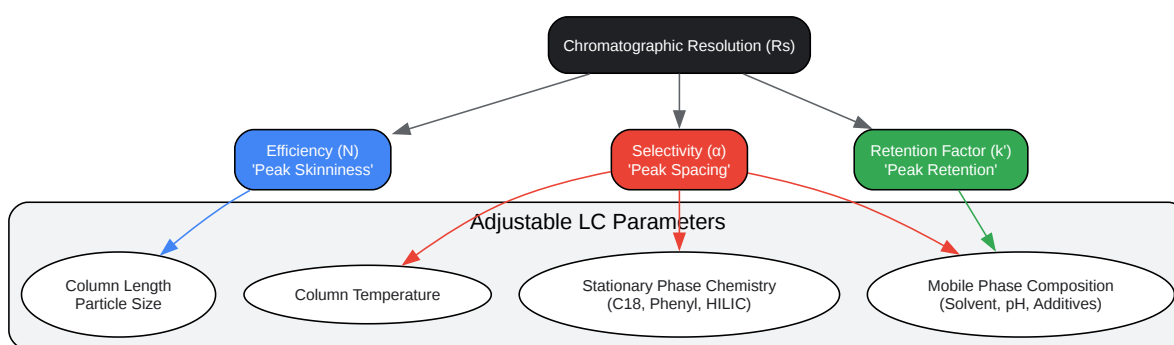 Chromatographic Resolution (Rs)
Efficiency (N)
'Peak Skinniness'
Selectivity (α)
'Peak Spacing'
Retention Factor (k')
'Peak Retention'
Adjustable LC Parameters
Column Length
Particle Size
Column Temperature
Stationary Phase Chemistry
(C18, Phenyl, HILIC)
Mobile Phase Composition
(Solvent, pH, Additives)